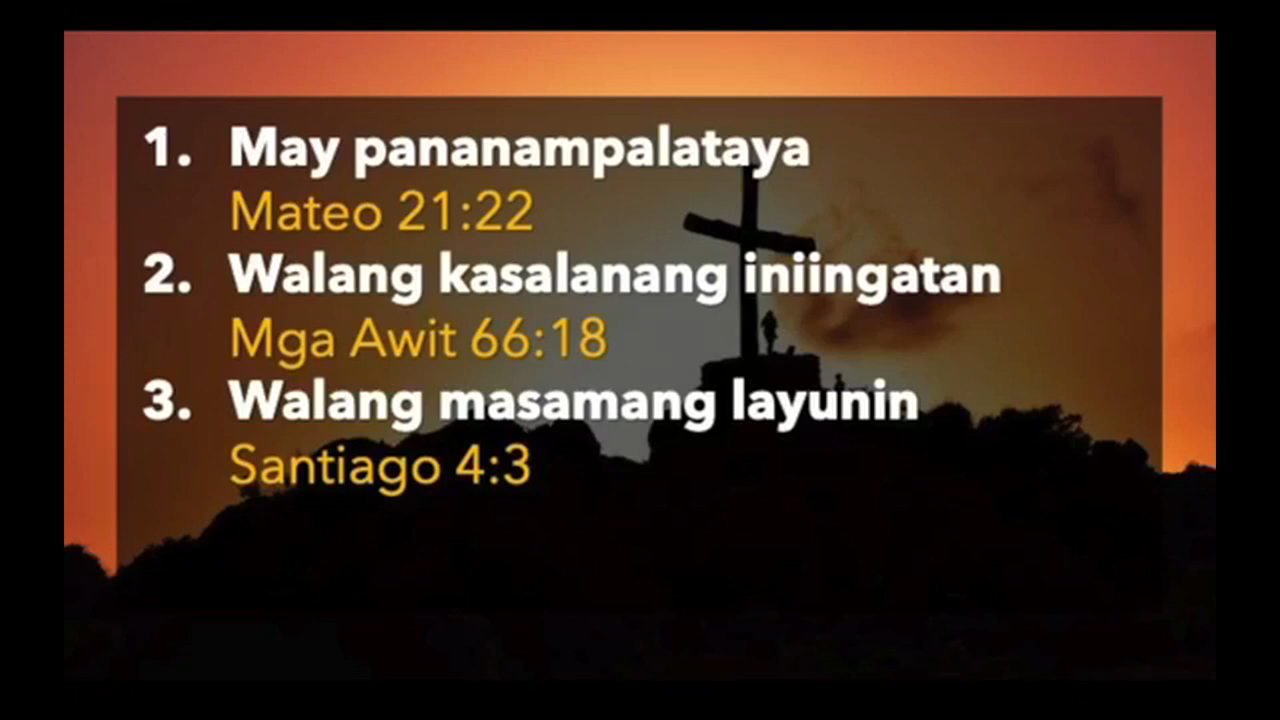 1. May pananampalataya
Mateo 21:22
2. Walang kasalanang iniingatan
Mga Awit 66:18
3. Walang masamang layunin
Santiago 4:3